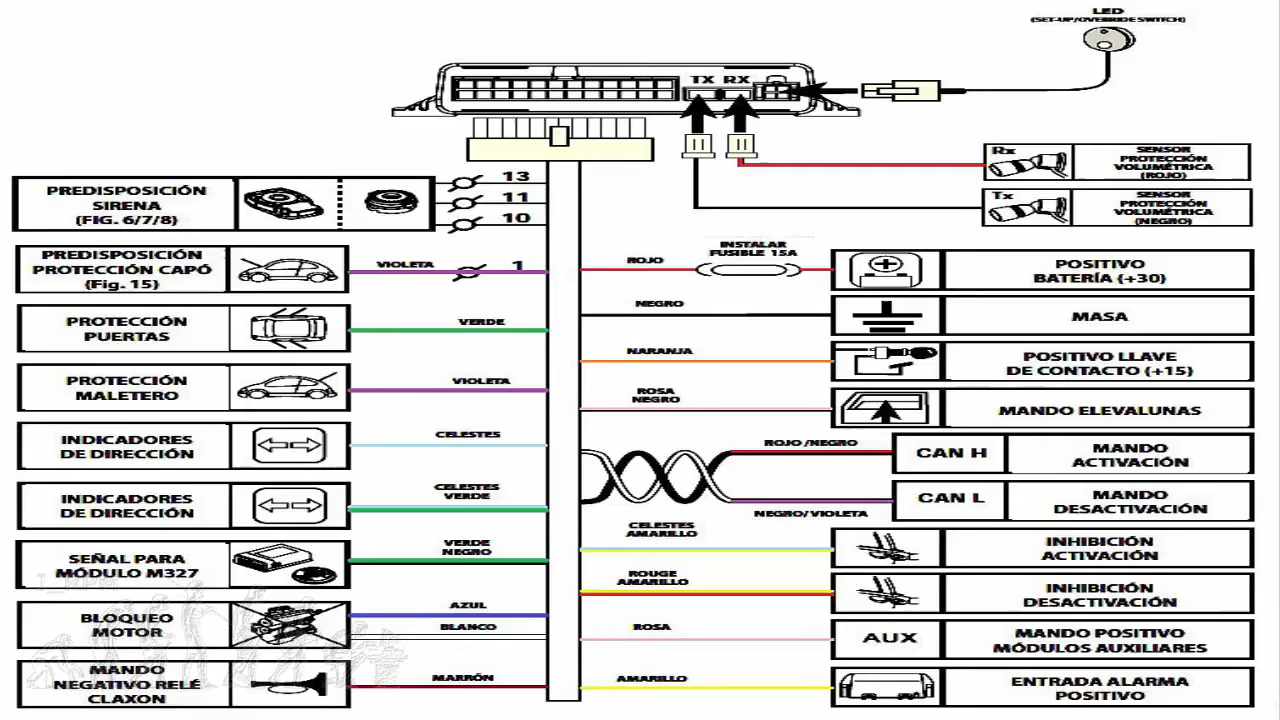 LED
(SET-UP/OVERRIDE SWITCH)
TX RX
Rx
SENSOR
PROTECCIÓN
VOLUMÉTRICA
(ROJO)
Tx
SENSOR
PROTECCIÓN
VOLUMÉTRICA
(NEGRO)
PREDISPOSICIÓN
SIRENA
(FIG. 6/7/8)
13
11
10
PREDISPOSICIÓN
PROTECCIÓN CAPÓ
(Fig. 15)
VIOLETA
1
PROTECCIÓN
PUERTAS
VERDE
PROTECCIÓN
MALETERO
VIOLETA
INDICADORES
DE DIRECCIÓN
CELESTES
INDICADORES
DE DIRECCIÓN
CELESTES
VERDE
SEÑAL PARA
MÓDULO M327
VERDE
NEGRO
BLOQUEO
MOTOR
AZUL
BLANCO
MANDO
NEGATIVO RELÉ
CLAXON
MARRÓN
ROJO
INSTALAR
FUSIBLE 15A
POSITIVO
BATERÍA (+30)
NEGRO
MASA
NARANJA
POSITIVO LLAVE
DE CONTACTO (+15)
ROSA
NEGRO
MANDO ELEVALUNAS
ROJO/NEGRO
CAN H
MANDO
ACTIVACIÓN
NEGRO/VIOLETA
CAN L
MANDO
DESACTIVACIÓN
CELESTES
AMARILLO
INHIBICIÓN
ACTIVACIÓN
ROUGE
AMARILLO
INHIBICIÓN
DESACTIVACIÓN
ROSA
AUX
MANDO POSITIVO
MÓDULOS AUXILIARES
AMARILLO
ENTRADA ALARMA
POSITIVO